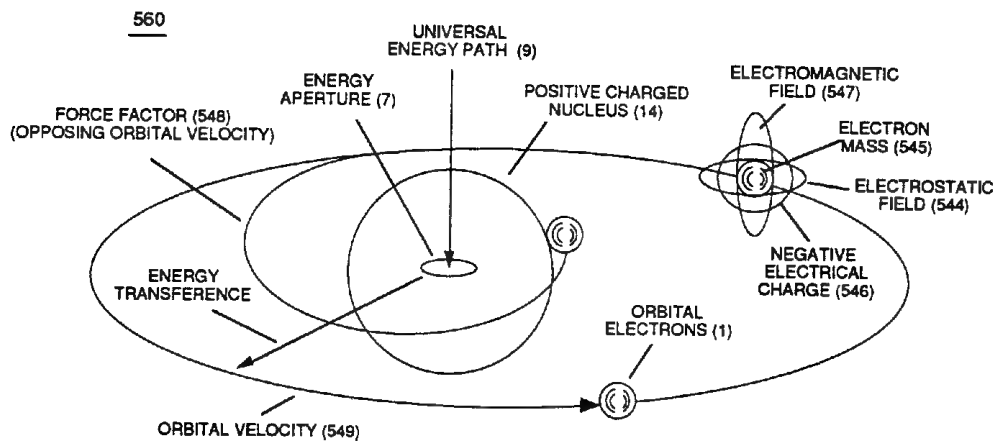 560
UNIVERSAL
ENERGY PATH (9)
ENERGY
APERTURE (7)
POSITIVE CHARGED
NUCLEUS (14)
ELECTROMAGNETIC
FIELD (547)
FORCE FACTOR (548)
(OPPOSING ORBITAL VELOCITY)
ELECTRON
MASS (545)
ELECTROSTATIC
FIELD (544)
NEGATIVE
ELECTRICAL
CHARGE (546)
ENERGY
TRANSFERENCE
ORBITAL
ELECTRONS (1)
ORBITAL VELOCITY (549)